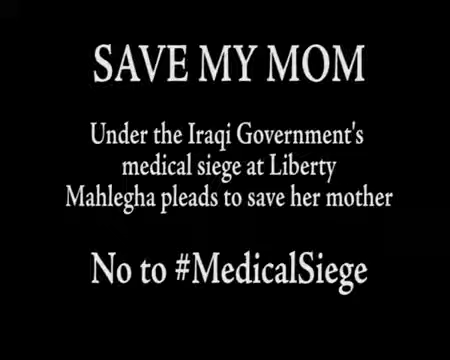 SAVE MY MOM
Under the Iraqi Government's
medical siege at Liberty
Mahlegha pleads to save her mother
No to #MedicalSiege